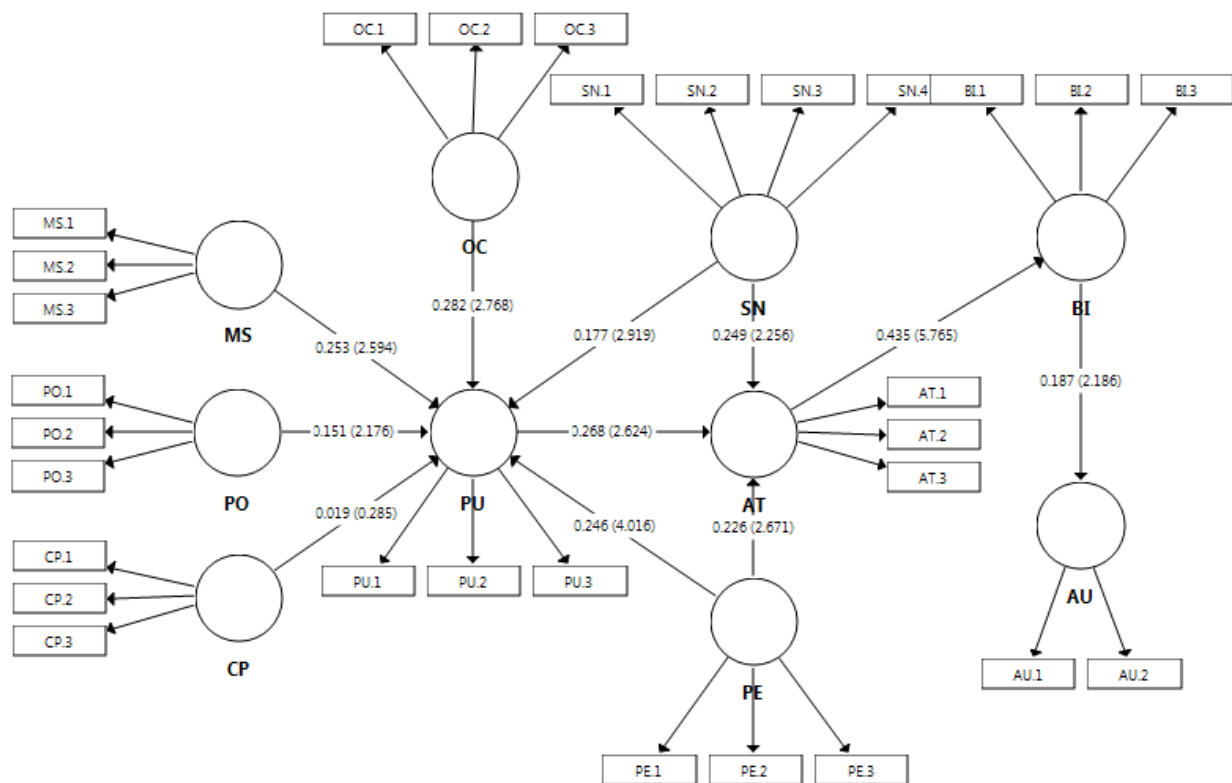 OC.1 OC.2 OC.3
SN.1 SN.2 SN.3 SN.4 BI.1 BI.2 BI.3
MS.1
MS.2
MS.3
OC
MS
SN
BI
0.282 (2.768)
0.253 (2.594)
0.177 (2.919)
0.249 (2.256)
0.435 (5.765)
0.187 (2.186)
PO.1
PO.2
PO.3
0.151 (2.176)
0.268 (2.624)
AT.1
AT.2
AT.3
PO
PU
AT
0.019 (0.285)
0.246 (4.016)
0.226 (2.671)
CP.1
CP.2
CP.3
PU.1 PU.2 PU.3
CP
PE
AU
AU.1 AU.2
PE.1 PE.2 PE.3